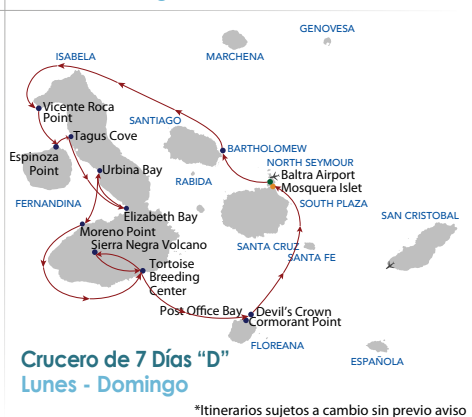 GENOVESA
ISABELA
MARCHENA
Vicente Roca
Point
SANTIAGO
Tagus Cove
BARTHOLOMEW
Espinoza
Point
NORTH SEYMOUR
Urbina Bay
Baltra Airport
RABIDA
Mosquera Islet
FERNANDINA
SOUTH PLAZA
Elizabeth Bay
SAN CRISTOBAL
Moreno Point
Sierra Negra Volcano
SANTA CRUZ
SANTA FE
Tortoise
Breeding
Center
Post Office Bay
Devil's Crown
Cormorant Point
FLOREANA
ESPAÑOLA
Crucero de 7 Días “D”
Lunes - Domingo
*Itinerarios sujetos a cambio sin previo aviso